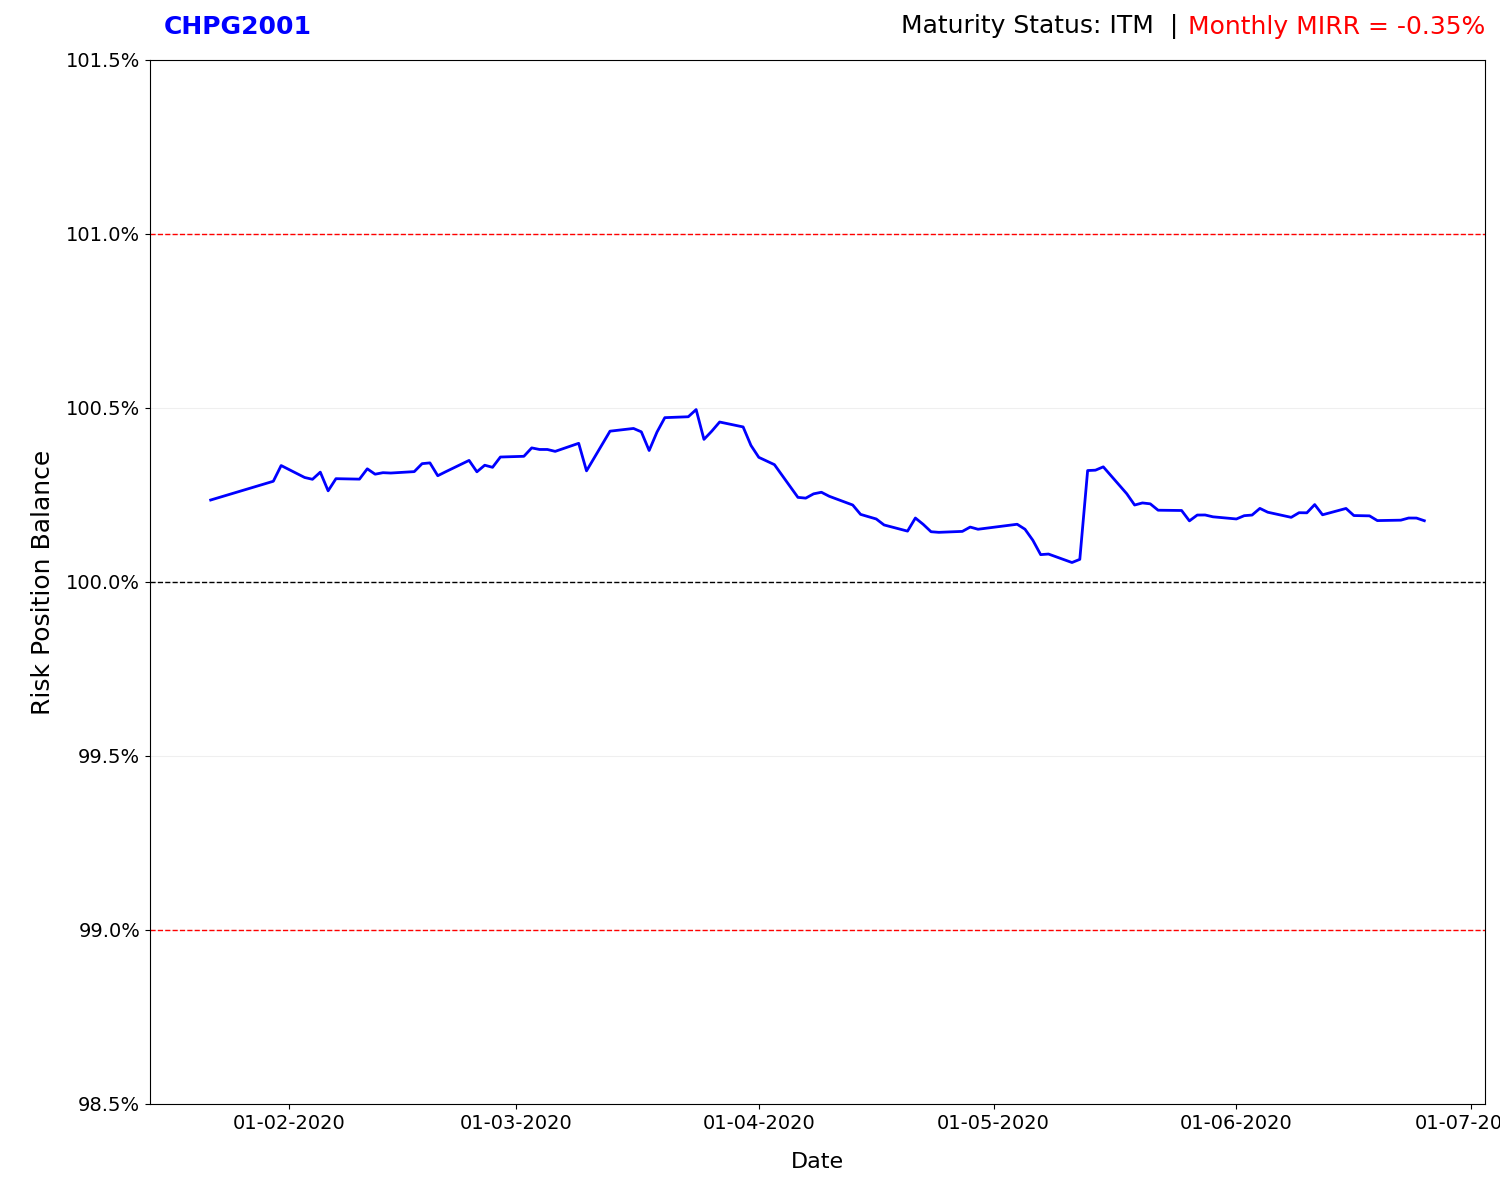 CHPG2001
Maturity Status: ITM | Monthly MIRR = -0.35%
101.5%
101.0%
100.5%
100.0%
99.5%
99.0%
98.5%
Risk Position Balance
01-02-2020 01-03-2020 01-04-2020 01-05-2020 01-06-2020 01-07-20
Date